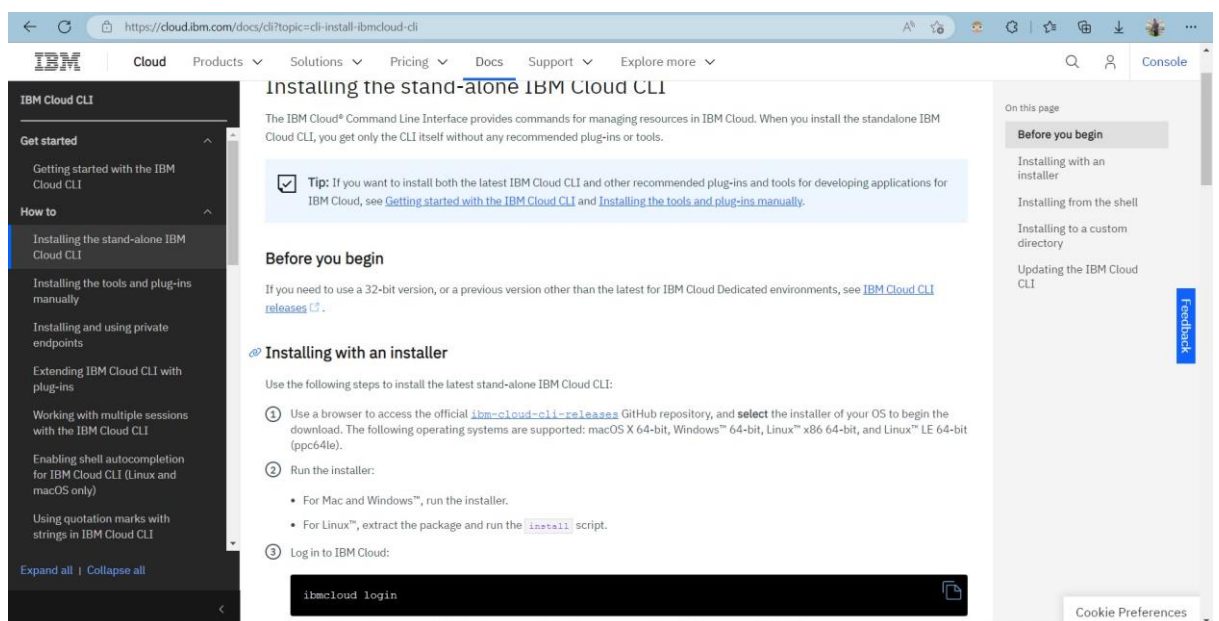 https://cloud.ibm.com/docs/cli?topic=cli-install-ibmcloud-cli
IBM Cloud Products Solutions Pricing Docs Support Explore more Console
IBM Cloud CLI
Get started
Getting started with the IBM
Cloud CLI
How to
Installing the stand-alone IBM
Cloud CLI
Installing the tools and plug-ins
manually
Installing and using private
endpoints
Extending IBM Cloud CLI with
plug-ins
Working with multiple sessions
with the IBM Cloud CLI
Enabling shell autocompletion
for IBM Cloud CLI (Linux and
macOS only)
Using quotation marks with
strings in IBM Cloud CLI
Expand all | Collapse all
Installing the stand-alone IBM Cloud CLI
The IBM Cloud® Command Line Interface provides commands for managing resources in IBM Cloud. When you install the standalone IBM
Cloud CLI, you get only the CLI itself without any recommended plug-ins or tools.
Tip: If you want to install both the latest IBM Cloud CLI and other recommended plug-ins and tools for developing applications for
IBM Cloud, see Getting started with the IBM Cloud CLI and Installing the tools and plug-ins manually.
Before you begin
If you need to use a 32-bit version, or a previous version other than the latest for IBM Cloud Dedicated environments, see IBM Cloud CLI
releases .
Installing with an installer
Use the following steps to install the latest stand-alone IBM Cloud CLI:
1 Use a browser to access the official ibm-cloud-cli-releases GitHub repository, and select the installer of your OS to begin the
download. The following operating systems are supported: macOS X 64-bit, Windows™ 64-bit, Linux™ x86 64-bit, and Linux™ LE 64-bit
(ppc64le).
2 Run the installer:
• For Mac and Windows™, run the installer.
• For Linux™, extract the package and run the install script.
3 Log in to IBM Cloud:
ibmcloud login
On this page
Before you begin
Installing with an
installer
Installing from the shell
Installing to a custom
directory
Updating the IBM Cloud
CLI
Feedback
Cookie Preferences